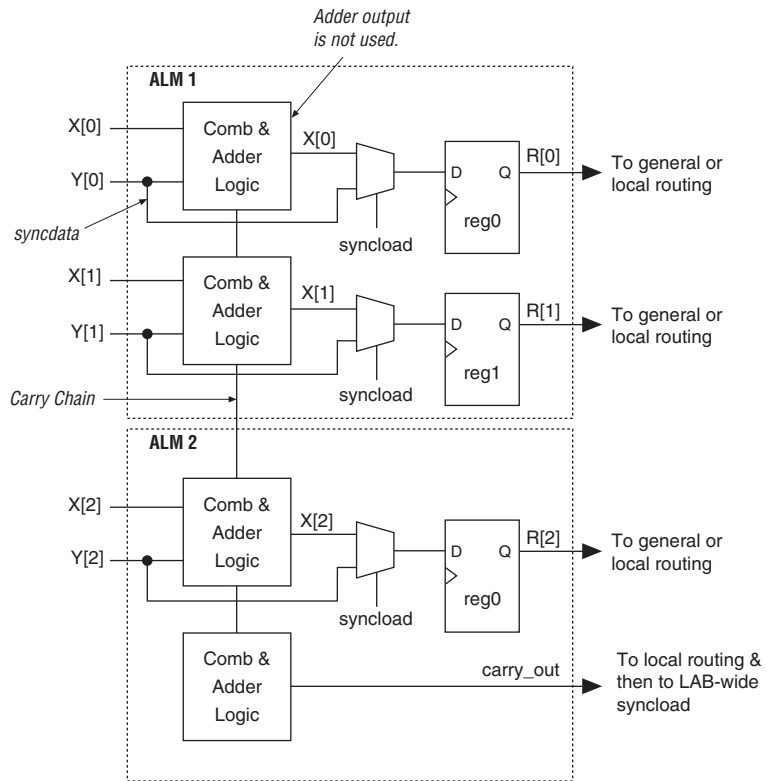 Adder output
is not used.
ALM 1
X[0]
Comb &
Adder
Logic
X[0]
Y[0]
syncdata
syncload
D
Q
reg0
R[0]
To general or
local routing
X[1]
Comb &
Adder
Logic
X[1]
Y[1]
syncload
D
Q
reg1
R[1]
To general or
local routing
Carry Chain
ALM 2
X[2]
Comb &
Adder
Logic
X[2]
Y[2]
syncload
D
Q
reg0
R[2]
To general or
local routing
Comb &
Adder
Logic
carry_out
To local routing &
then to LAB-wide
syncload